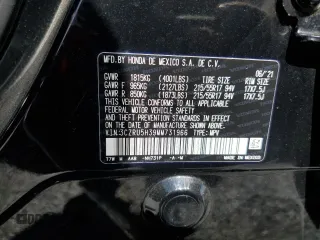 MFD BY HONDA DE MEXICO S.A. DE C.V. 06/21
GVWR 1815KG (4001LBS) TIRE SIZE RIM SIZE
GAWR F 965KG (2127LBS) 215/55R17 94V 17X7.5J
GAWR R 850KG (1873LBS) 215/55R17 94V 17X7.5J
THIS VEHICLE CONFORMS TO ALL APPLICABLE
FEDERAL MOTOR VEHICLE SAFETY AND THEFT
PREVENTION STANDARDS IN EFFECT ON THE DATE
OF MANUFACTURE SHOWN ABOVE.
V.I.N:3CZRU5H39MM731966 TYPE:MPV
MADE IN MEXICO